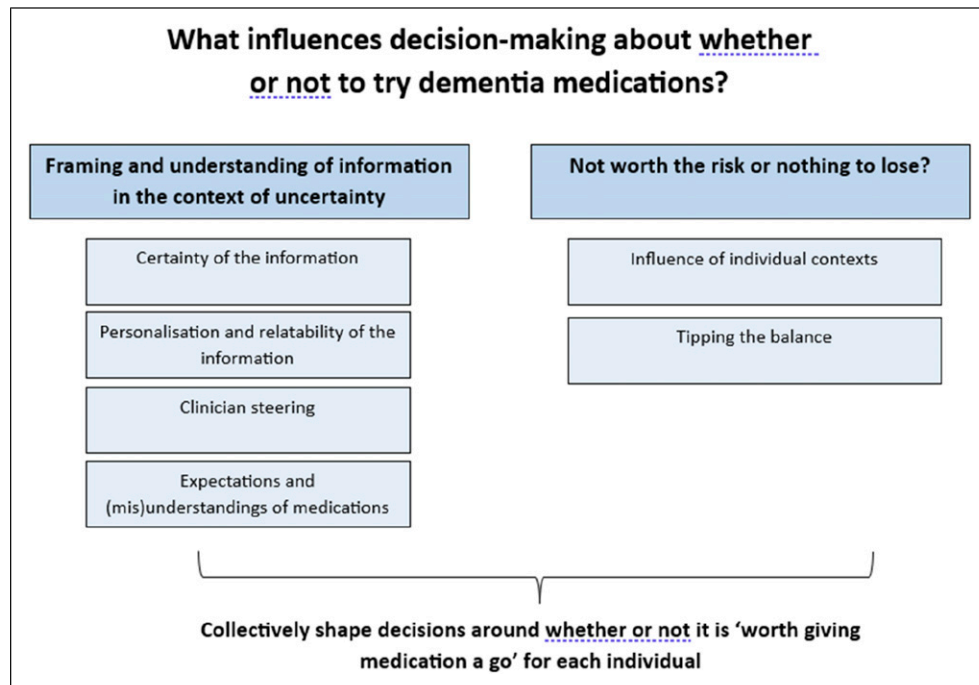 What influences decision-making about whether
or not to try dementia medications?
Framing and understanding of information
in the context of uncertainty
Certainty of the information
Personalisation and relatability of the
information
Clinician steering
Expectations and
(mis)understandings of medications
Not worth the risk or nothing to lose?
Influence of individual contexts
Tipping the balance
Collectively shape decisions around whether or not it is ‘worth giving
medication a go’ for each individual